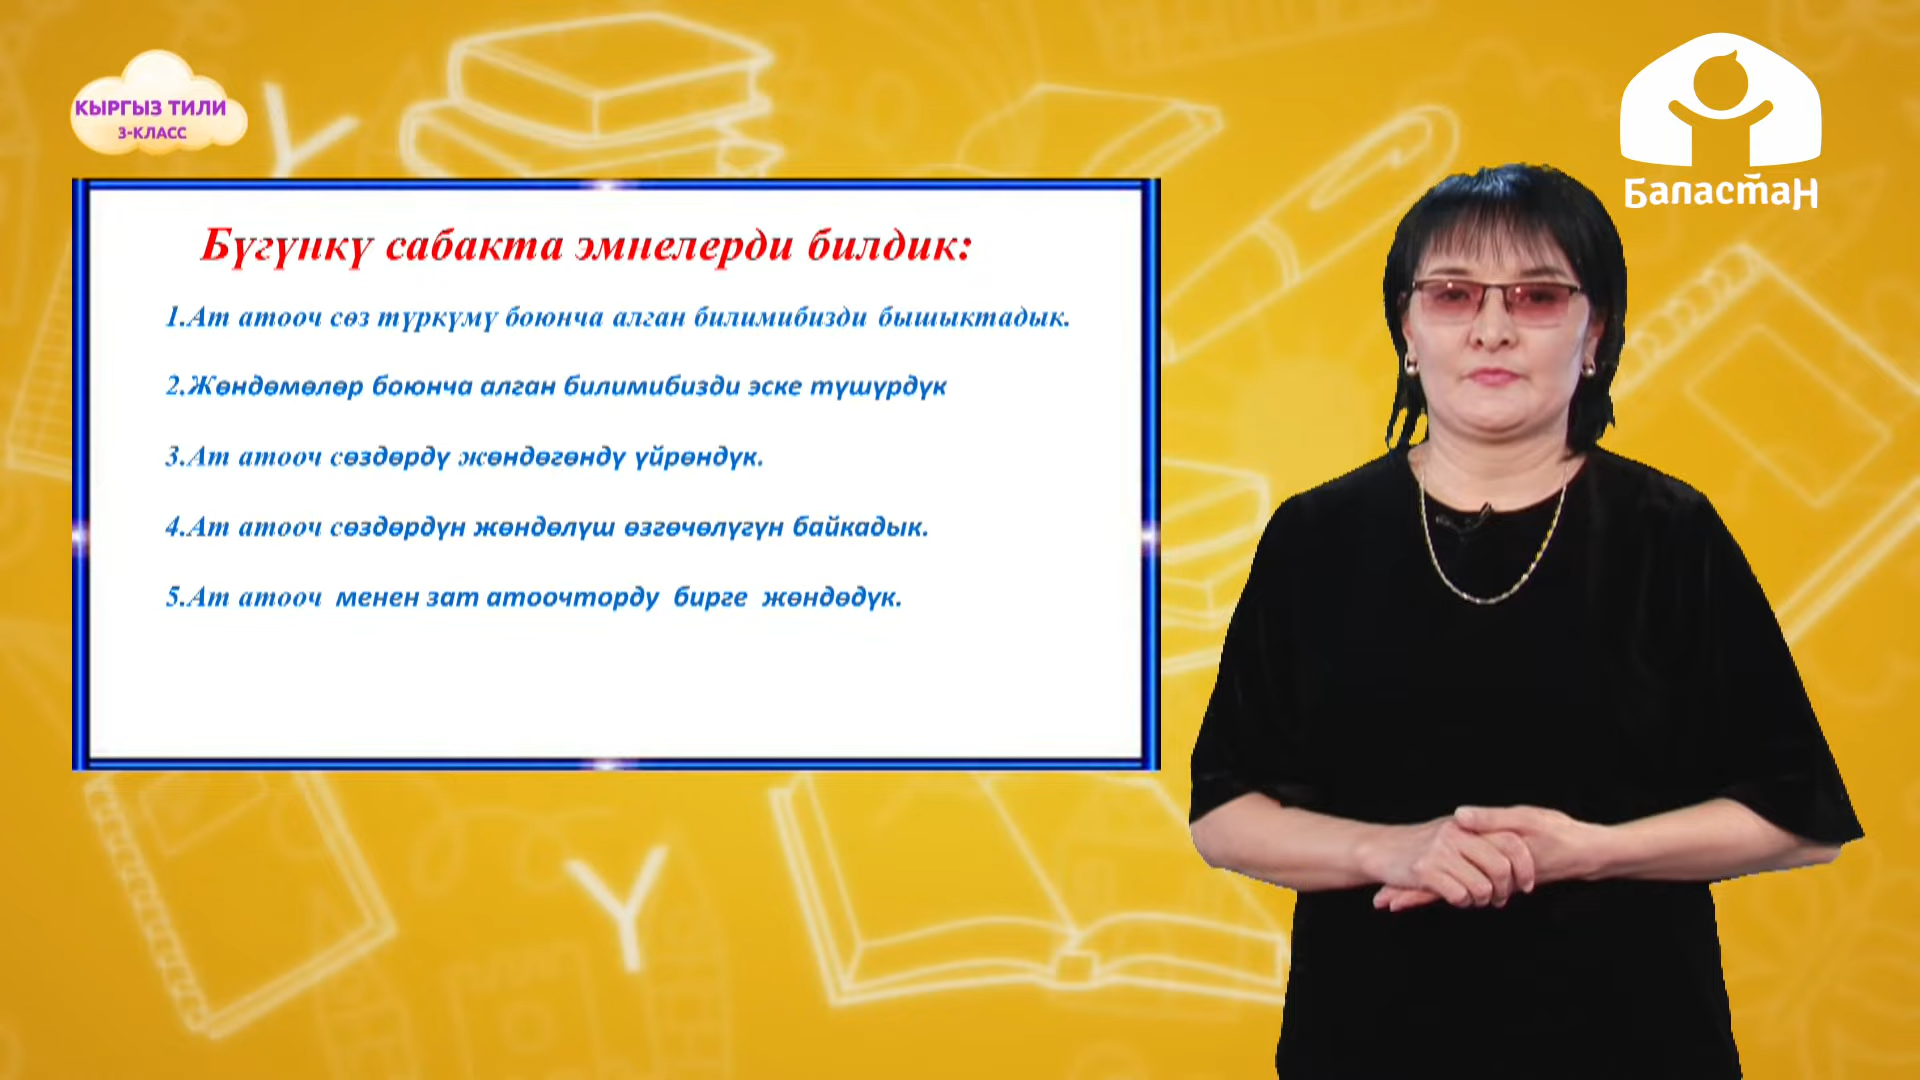 КЫРГЫЗ ТИЛИ
3-КЛАСС
Баластан
Бүгүнкү сабакта эмнелерди билдик:
1.Ат атооч сөз түркүмү боюнча алган билимибизди бышыктадык.
2.Жөндөмөлөр боюнча алган билимибизди эске түшүрдүк
3.Ат атооч сөздөрдү жөндөгөндү үйрөндүк.
4.Ат атооч сөздөрдүн жөндөлүш өзгөчөлүгүн байкадык.
5.Ат атооч менен зат атоочторду бирге жөндөдүк.